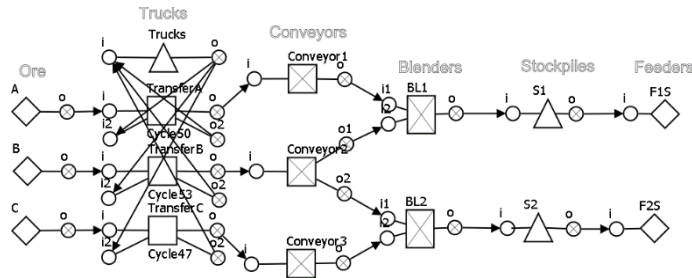 Trucks
Conveyors
Ore
Blenders
Stockpiles
Feeders
i
Trucks
o
Conveyor1
i
o
A
o
i
TransferA
o
i1
BL1
o
i
S1
o
i
F1S
i2
i2
Cycle50
o2
B
o
i
TransferB
o
i
Conveyor2
o1
i2
Cycle53
o2
o2
C
o
i
TransferC
o
i1
BL2
o
i
S2
o
i
F2S
i2
i2
Cycle47
o2
i
Conveyor3
o